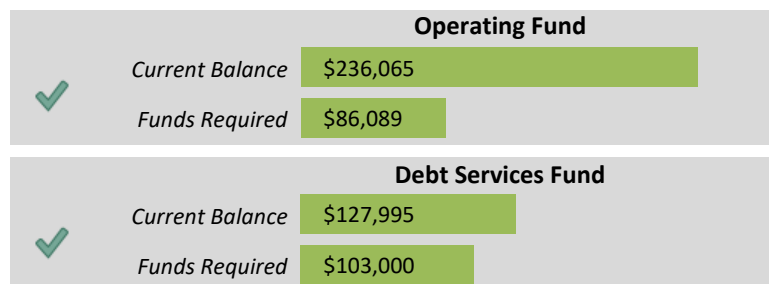 Operating Fund
Current Balance $236,065
Funds Required $86,089
Debt Services Fund
Current Balance $127,995
Funds Required $103,000